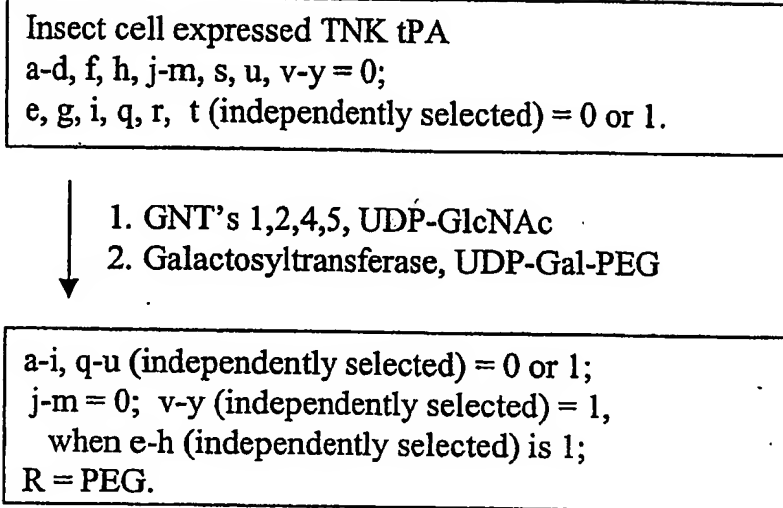 Insect cell expressed TNK tPA
a-d, f, h, j-m, s, u, v-y = 0;
e, g, i, q, r, t (independently selected) = 0 or 1.
1. GNT's 1,2,4,5, UDP-GlcNAc
2. Galactosyltransferase, UDP-Gal-PEG
a-i, q-u (independently selected) = 0 or 1;
j-m = 0; v-y (independently selected) = 1,
when e-h (independently selected) is 1;
R = PEG.